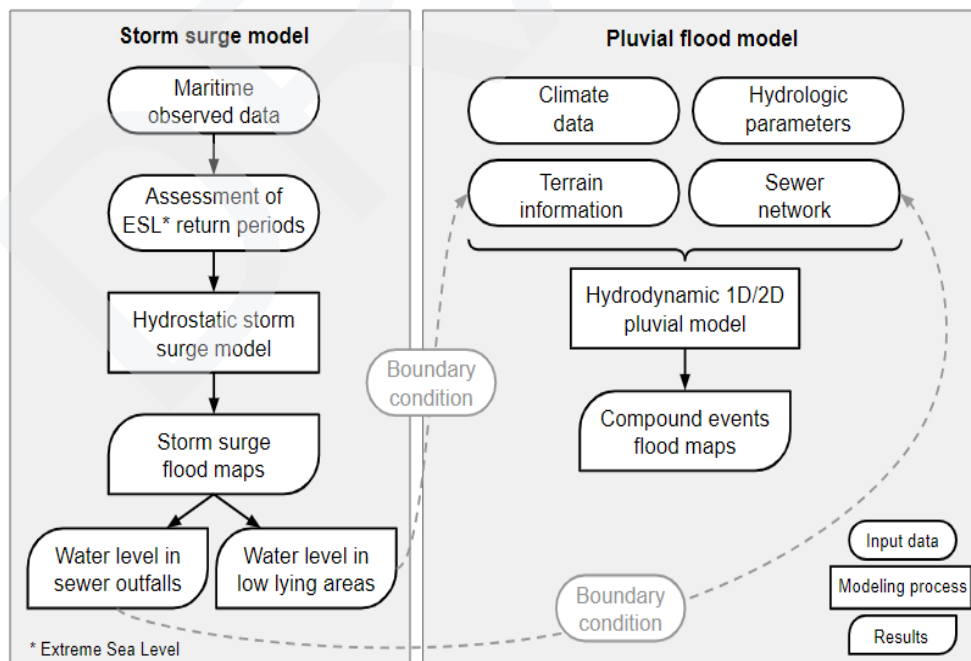 Storm surge model
Maritime
observed data
Assessment of
ESL* return periods
Hydrostatic storm
surge model
Storm surge
flood maps
Water level in
sewer outfalls
Water level in
low lying areas
* Extreme Sea Level
Boundary
condition
Pluvial flood model
Climate
data
Hydrologic
parameters
Terrain
information
Sewer
network
Hydrodynamic 1D/2D
pluvial model
Compound events
flood maps
Boundary
condition
Input data
Modeling process
Results